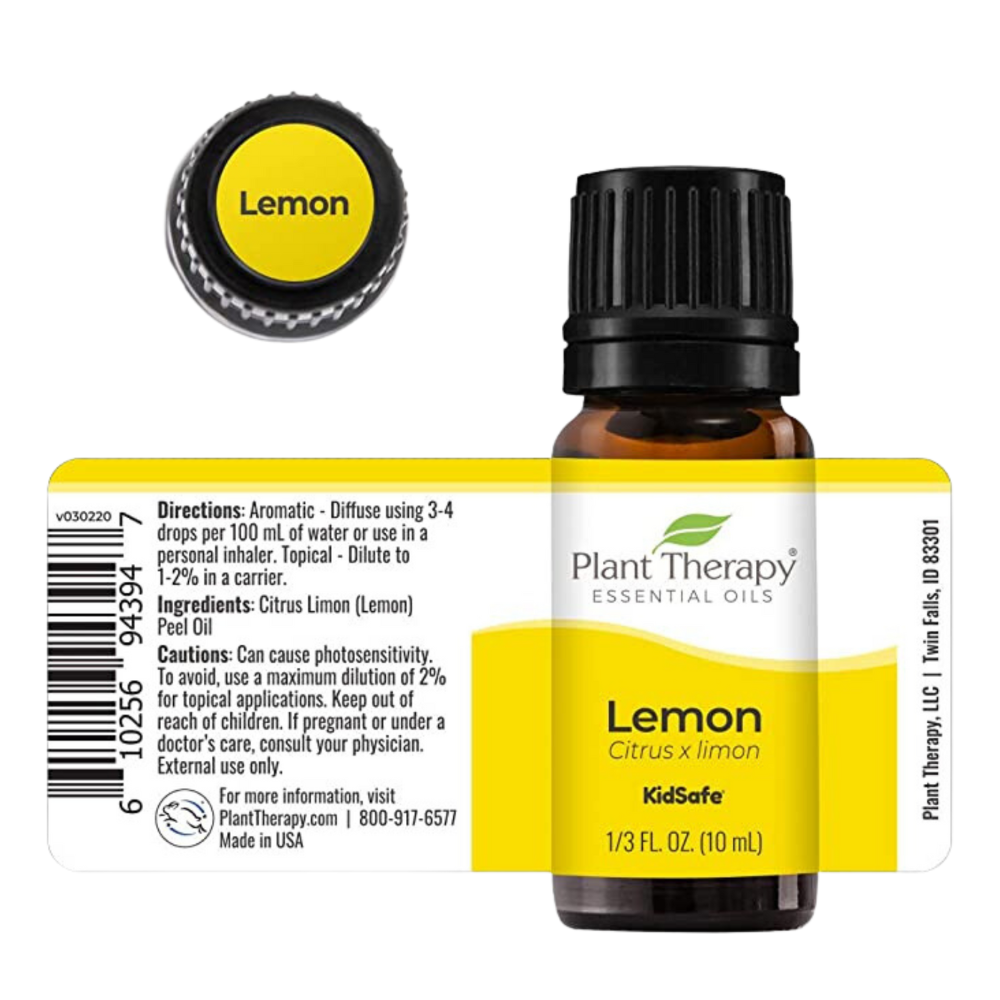 Lemon
v030220
6 10256 94394 7
Directions: Aromatic - Diffuse using 3-4
drops per 100 mL of water or use in a
personal inhaler. Topical - Dilute to
1-2% in a carrier.
Ingredients: Citrus Limon (Lemon)
Peel Oil
Cautions: Can cause photosensitivity.
To avoid, use a maximum dilution of 2%
for topical applications. Keep out of
reach of children. If pregnant or under a
doctor's care, consult your physician.
External use only.
For more information, visit
PlantTherapy.com | 800-917-6577
Made in USA
Plant Therapy®
ESSENTIAL OILS
Lemon
Citrus x limon
KidSafe®
1/3 FL. OZ. (10 mL)
Plant Therapy, LLC | Twin Falls, ID 83301